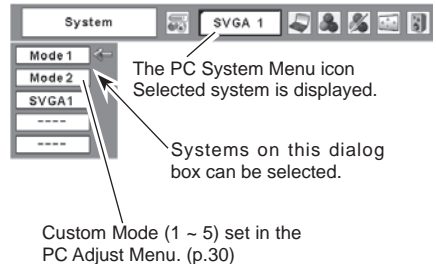 System
SVGA 1
Mode 1
Mode 2
SVGA1
----
----
The PC System Menu icon
Selected system is displayed.
Systems on this dialog
box can be selected.
Custom Mode (1 ~ 5) set in the
PC Adjust Menu. (p.30)